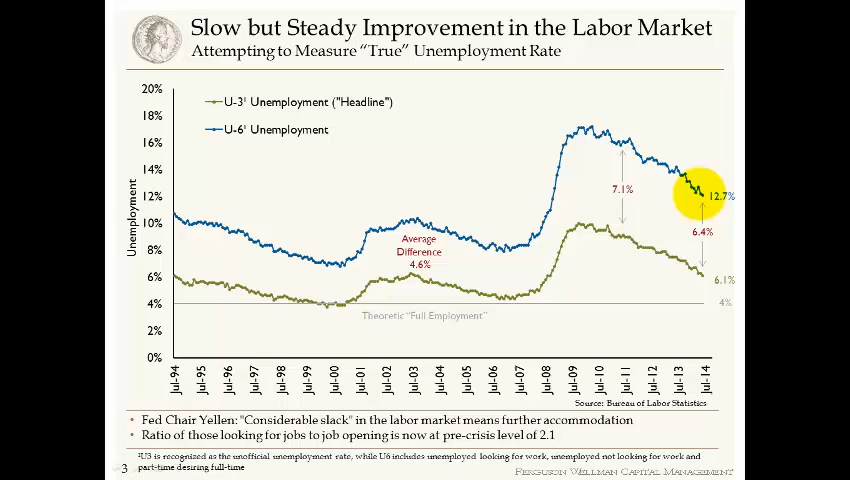 Slow but Steady Improvement in the Labor Market
Attempting to Measure “True” Unemployment Rate
20%
18%
16%
14%
12%
10%
8%
6%
4%
2%
0%
Unemployment
U-3¹ Unemployment ("Headline")
U-6¹ Unemployment
Average
Difference
4.6%
7.1%
12.7%
6.4%
6.1%
4%
Theoretic “Full Employment”
Jul-94
Jul-95
Jul-96
Jul-97
Jul-98
Jul-99
Jul-00
Jul-01
Jul-02
Jul-03
Jul-04
Jul-05
Jul-06
Jul-07
Jul-08
Jul-09
Jul-10
Jul-11
Jul-12
Jul-13
Jul-14
Source: Bureau of Labor Statistics
• Fed Chair Yellen: "Considerable slack" in the labor market means further accommodation
• Ratio of those looking for jobs to job opening is now at pre-crisis level of 2.1
¹U3 is recognized as the unofficial unemployment rate, while U6 includes unemployed looking for work, unemployed not looking for work and
part-time desiring full-time
3
Ferguson Wellman Capital Management